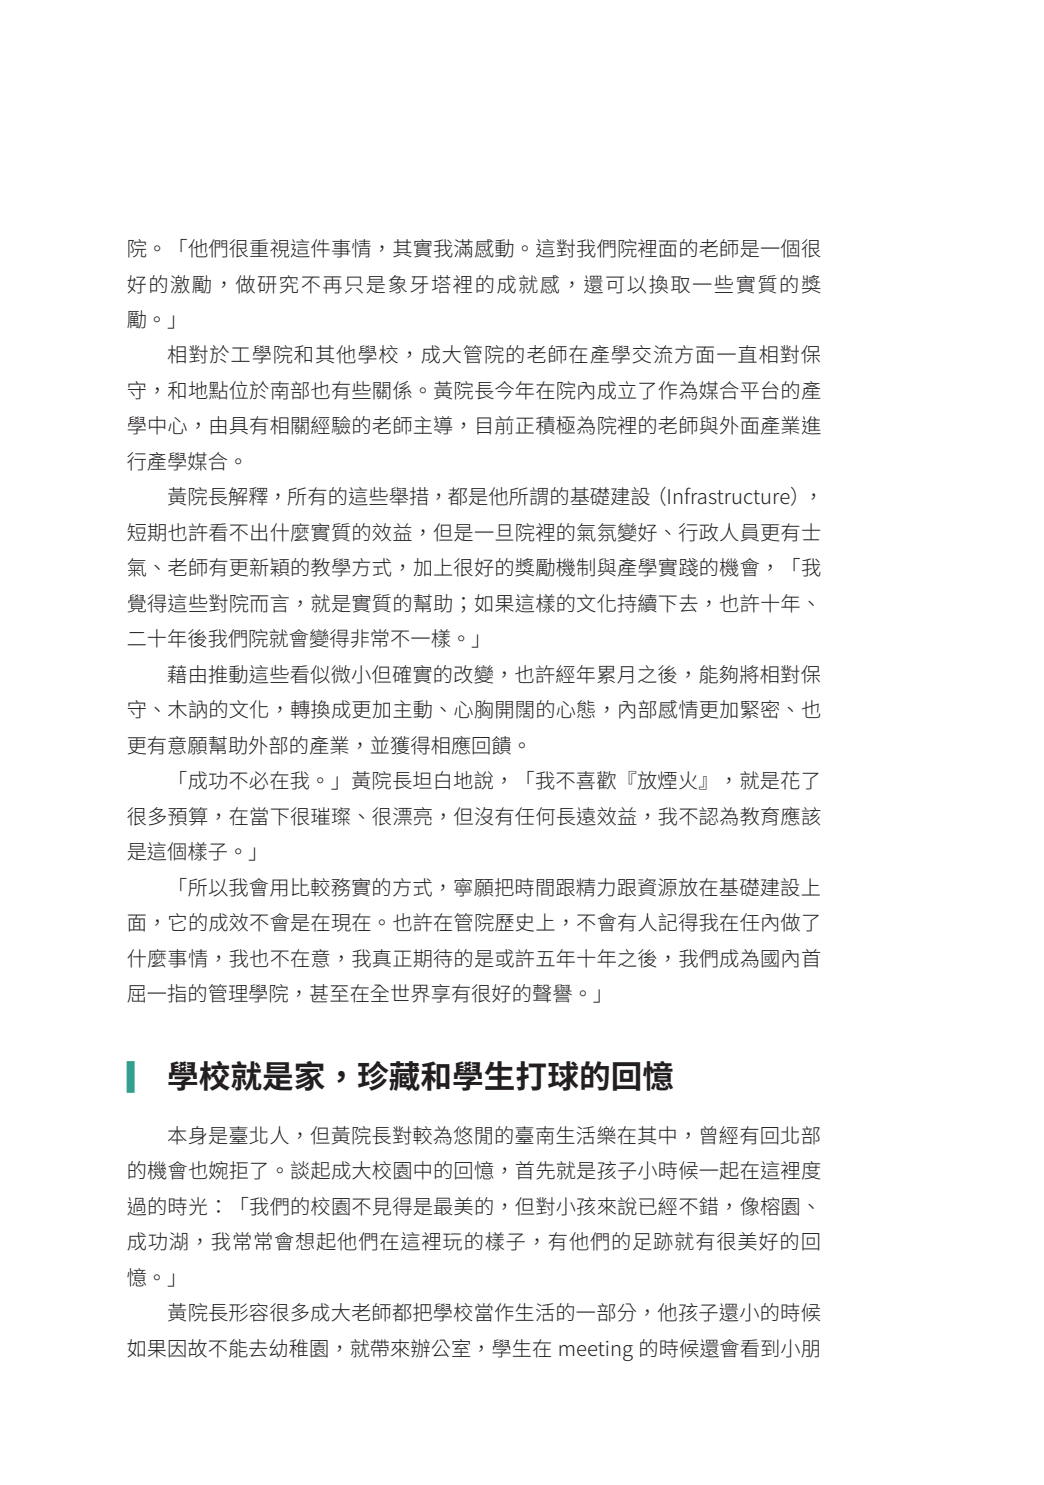 院。「他們很重視這件事情，其實我滿感動。這對我們院裡面的老師是一個很
好的激勵，做研究不再只是象牙塔裡的成就感，還可以換取一些實質的獎
勵。」
相對於工學院和其他學校，成大管院的老師在產學交流方面一直相對保
守，和地點位於南部也有些關係。黃院長今年在院內成立了作為媒合平台的產
學中心，由具有相關經驗的老師主導，目前正積極為院裡的老師與外面產業進
行產學媒合。
黃院長解釋，所有的這些舉措，都是他所謂的基礎建設（Infrastructure），
短期也許看不出什麼實質的效益，但是一旦院裡的氣氛變好、行政人員更有士
氣、老師有更新穎的教學方式，加上很好的獎勵機制與產學實踐的機會，「我
覺得這些對院而言，就是實質的幫助；如果這樣的文化持續下去，也許十年、
二十年後我們院就會變得非常不一樣。」
藉由推動這些看似微小但確實的改變，也許經年累月之後，能夠將相對保
守、木訥的文化，轉換成更加主動、心胸開闊的心態，內部感情更加緊密、也
更有意願幫助外部的產業，並獲得相應回饋。
「成功不必在我。」黃院長坦白地說，「我不喜歡『放煙火』，就是花了
很多預算，在當下很璀璨、很漂亮，但沒有任何長遠效益，我不認為教育應該
是這個樣子。」
「所以我會用比較務實的方式，寧願把時間跟精力跟資源放在基礎建設上
面，它的成效不會是在現在。也許在管院歷史上，不會有人記得我在任內做了
什麼事情，我也不在意，我真正期待的是或許五年十年之後，我們成為國內首
屈一指的管理學院，甚至在全世界享有很好的聲譽。」
學校就是家，珍藏和學生打球的回憶
本身是臺北人，但黃院長對較為悠閒的臺南生活樂在其中，曾經有回北部
的機會也婉拒了。談起成大校園中的回憶，首先就是孩子小時候一起在這裡度
過的時光：「我們的校園不見得是最美的，但對小孩來說已經不錯，像榕園、
成功湖，我常常會想起他們在這裡玩的樣子，有他們的足跡就有很美好的回
憶。」
黃院長形容很多成大老師都把學校當作生活的一部分，他孩子還小的時候
如果因故不能去幼稚園，就帶來辦公室，學生在 meeting 的時候還會看到小朋